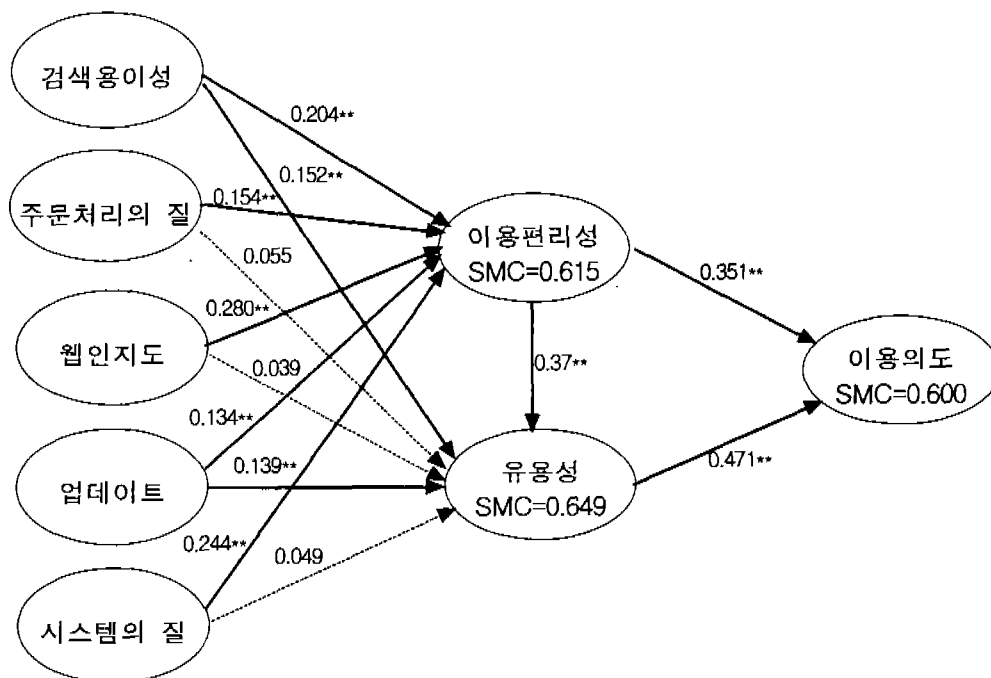 검색용이성
0.204**
0.152**
주문처리의 질
0.154**
이용편리성
SMC=0.615
0.055
0.351**
0.280**
웹인지도
0.039
0.37**
이용의도
SMC=0.600
0.134**
0.139**
유용성
SMC=0.649
0.471**
업데이트
0.244**
0.049
시스템의 질